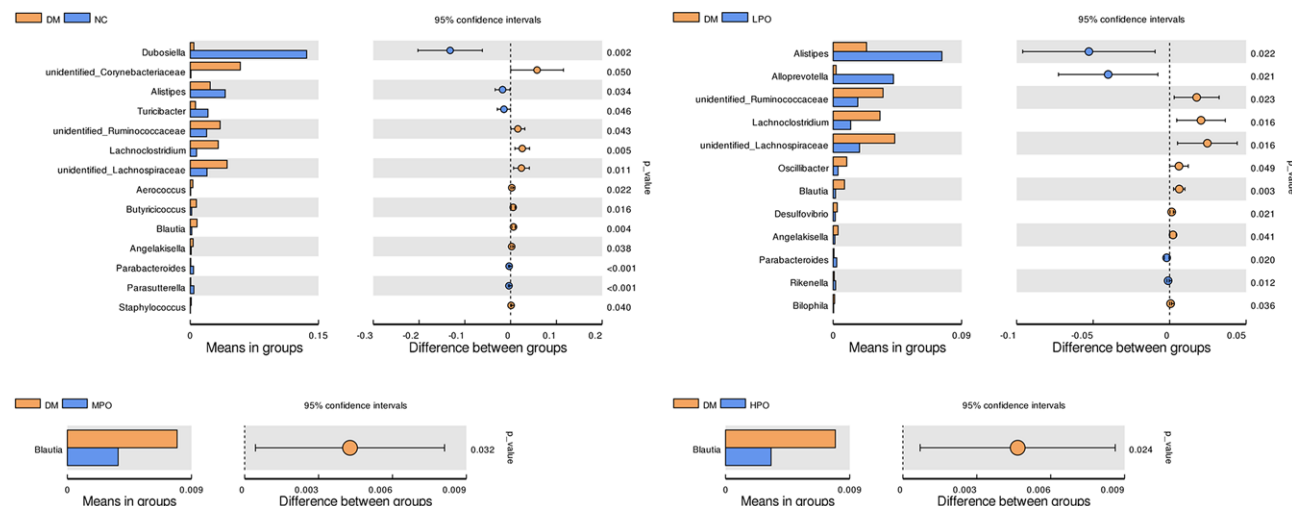 DM NC 95% confidence intervals
Dubosiella 0.002
unidentified_Corynebacteriaceae 0.050
Alistipes 0.034
Turicibacter 0.046
unidentified_Ruminococcaceae 0.043
Lachnoclostridium 0.005
unidentified_Lachnospiraceae 0.011
Aerococcus 0.022
Butyricicoccus 0.016
Blautia 0.004
Angelakisella 0.038
Parabacteroides <0.001
Parasutterella <0.001
Staphylococcus 0.040
p_value
0 0.15 -0.3 -0.2 -0.1 0 0.1 0.2
Means in groups Difference between groups
DM LPO 95% confidence intervals
Alistipes 0.022
Alloprevotella 0.021
unidentified_Ruminococcaceae 0.023
Lachnoclostridium 0.016
unidentified_Lachnospiraceae 0.016
Oscillibacter 0.049
Blautia 0.003
Desulfovibrio 0.021
Angelakisella 0.041
Parabacteroides 0.020
Rikenella 0.012
Bilophila 0.036
p_value
0 0.09 -0.1 -0.05 0 0.05
Means in groups Difference between groups
DM MPO 95% confidence intervals
Blautia 0.032
p_value
0 0.009 0 0.003 0.006 0.009
Means in groups Difference between groups
DM HPO 95% confidence intervals
Blautia 0.024
p_value
0 0.009 0 0.003 0.006 0.009
Means in groups Difference between groups